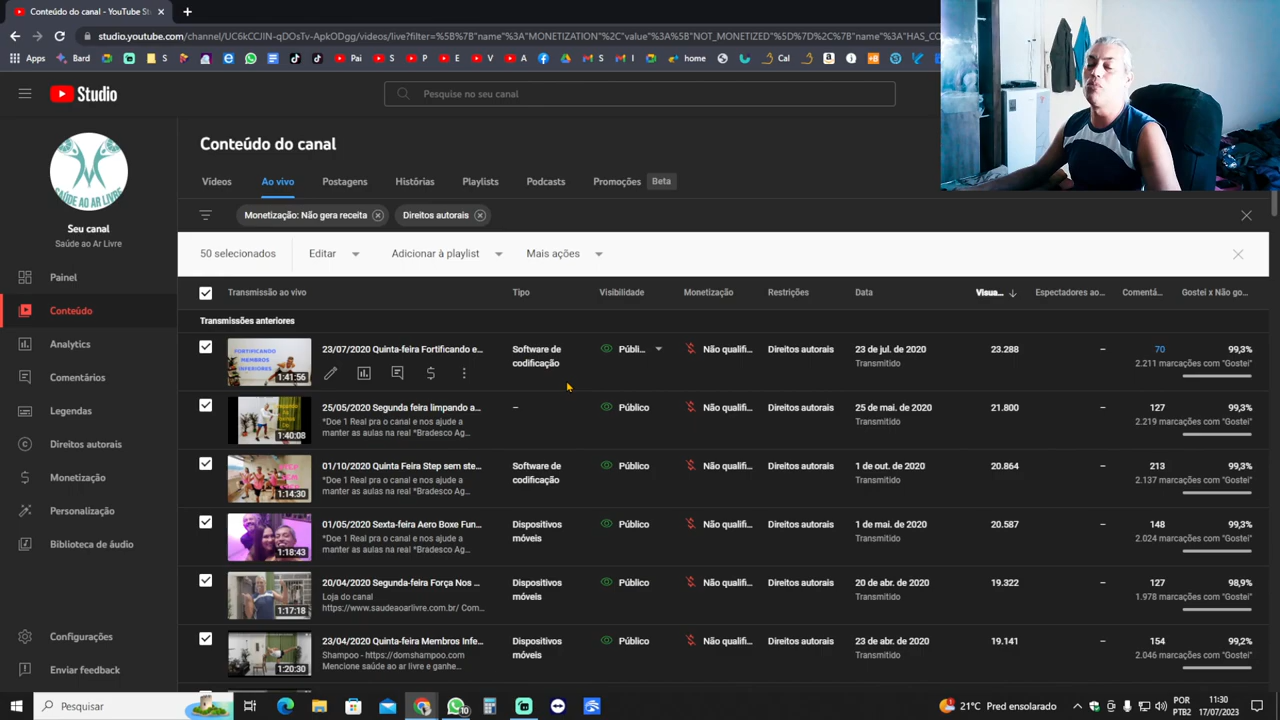 Conteúdo do canal - YouTube St
studio.youtube.com/channel/UC6kCCJIN-qDOsTv-ApkODgg/videos/live?filter=%5B%7B"name"%3A"MONETIZATION"%2C"value"%3A%5B"NOT_MONETIZED"%5D%7D%2C%7B"name"%3A"HAS_CO
Apps Bard S Pai S P E V A S I home Cal
Studio
Pesquise no seu canal
SAÚDE AO AR LIVRE
Seu canal
Saúde ao Ar Livre
Painel
Conteúdo
Analytics
Comentários
Legendas
Direitos autorais
Monetização
Personalização
Biblioteca de áudio
Configurações
Enviar feedback
Conteúdo do canal
Vídeos Ao vivo Postagens Histórias Playlists Podcasts Promoções Beta
Monetização: Não gera receita Direitos autorais
50 selecionados Editar Adicionar à playlist Mais ações
Transmissão ao vivo Tipo Visibilidade Monetização Restrições Data Visua... Espectadores ao... Comentá... Gostei x Não go...
Transmissões anteriores
FORTIFICANDO
MEMBROS
INFERIORES
1:41:56
23/07/2020 Quinta-feira Fortificando e... Software de codificação Públi... Não qualifi... Direitos autorais 23 de jul. de 2020 23.288 – 70 99,3%
Transmitido 2.211 marcações com "Gostei"
1:40:08
25/05/2020 Segunda feira limpando a... – Público Não qualifi... Direitos autorais 25 de mai. de 2020 21.800 – 127 99,3%
*Doe 1 Real pra o canal e nos ajude a Transmitido 2.219 marcações com "Gostei"
manter as aulas na real *Bradesco Ag...
1:14:30
01/10/2020 Quinta Feira Step sem ste... Software de codificação Público Não qualifi... Direitos autorais 1 de out. de 2020 20.864 – 213 99,3%
*Doe 1 Real pra o canal e nos ajude a Transmitido 2.137 marcações com "Gostei"
manter as aulas na real *Bradesco Ag...
1:18:43
01/05/2020 Sexta-feira Aero Boxe Fun... Dispositivos móveis Público Não qualifi... Direitos autorais 1 de mai. de 2020 20.587 – 148 99,3%
*Doe 1 Real pra o canal e nos ajude a Transmitido 2.024 marcações com "Gostei"
manter as aulas na real *Bradesco Ag...
1:17:18
20/04/2020 Segunda-feira Força Nos ... Dispositivos móveis Público Não qualifi... Direitos autorais 20 de abr. de 2020 19.322 – 127 98,9%
Loja do canal Transmitido 1.978 marcações com "Gostei"
https://www.saudeaoarlivre.com.br/ Com...
1:20:30
23/04/2020 Quinta-feira Membros Infe... Dispositivos móveis Público Não qualifi... Direitos autorais 23 de abr. de 2020 19.141 – 154 99,2%
Shampoo - https://domshampoo.com Transmitido 2.046 marcações com "Gostei"
Mencione saúde ao ar livre e ganhe...
Pesquisar 10 21°C Pred ensolarado POR PTB2 11:30 17/07/2023